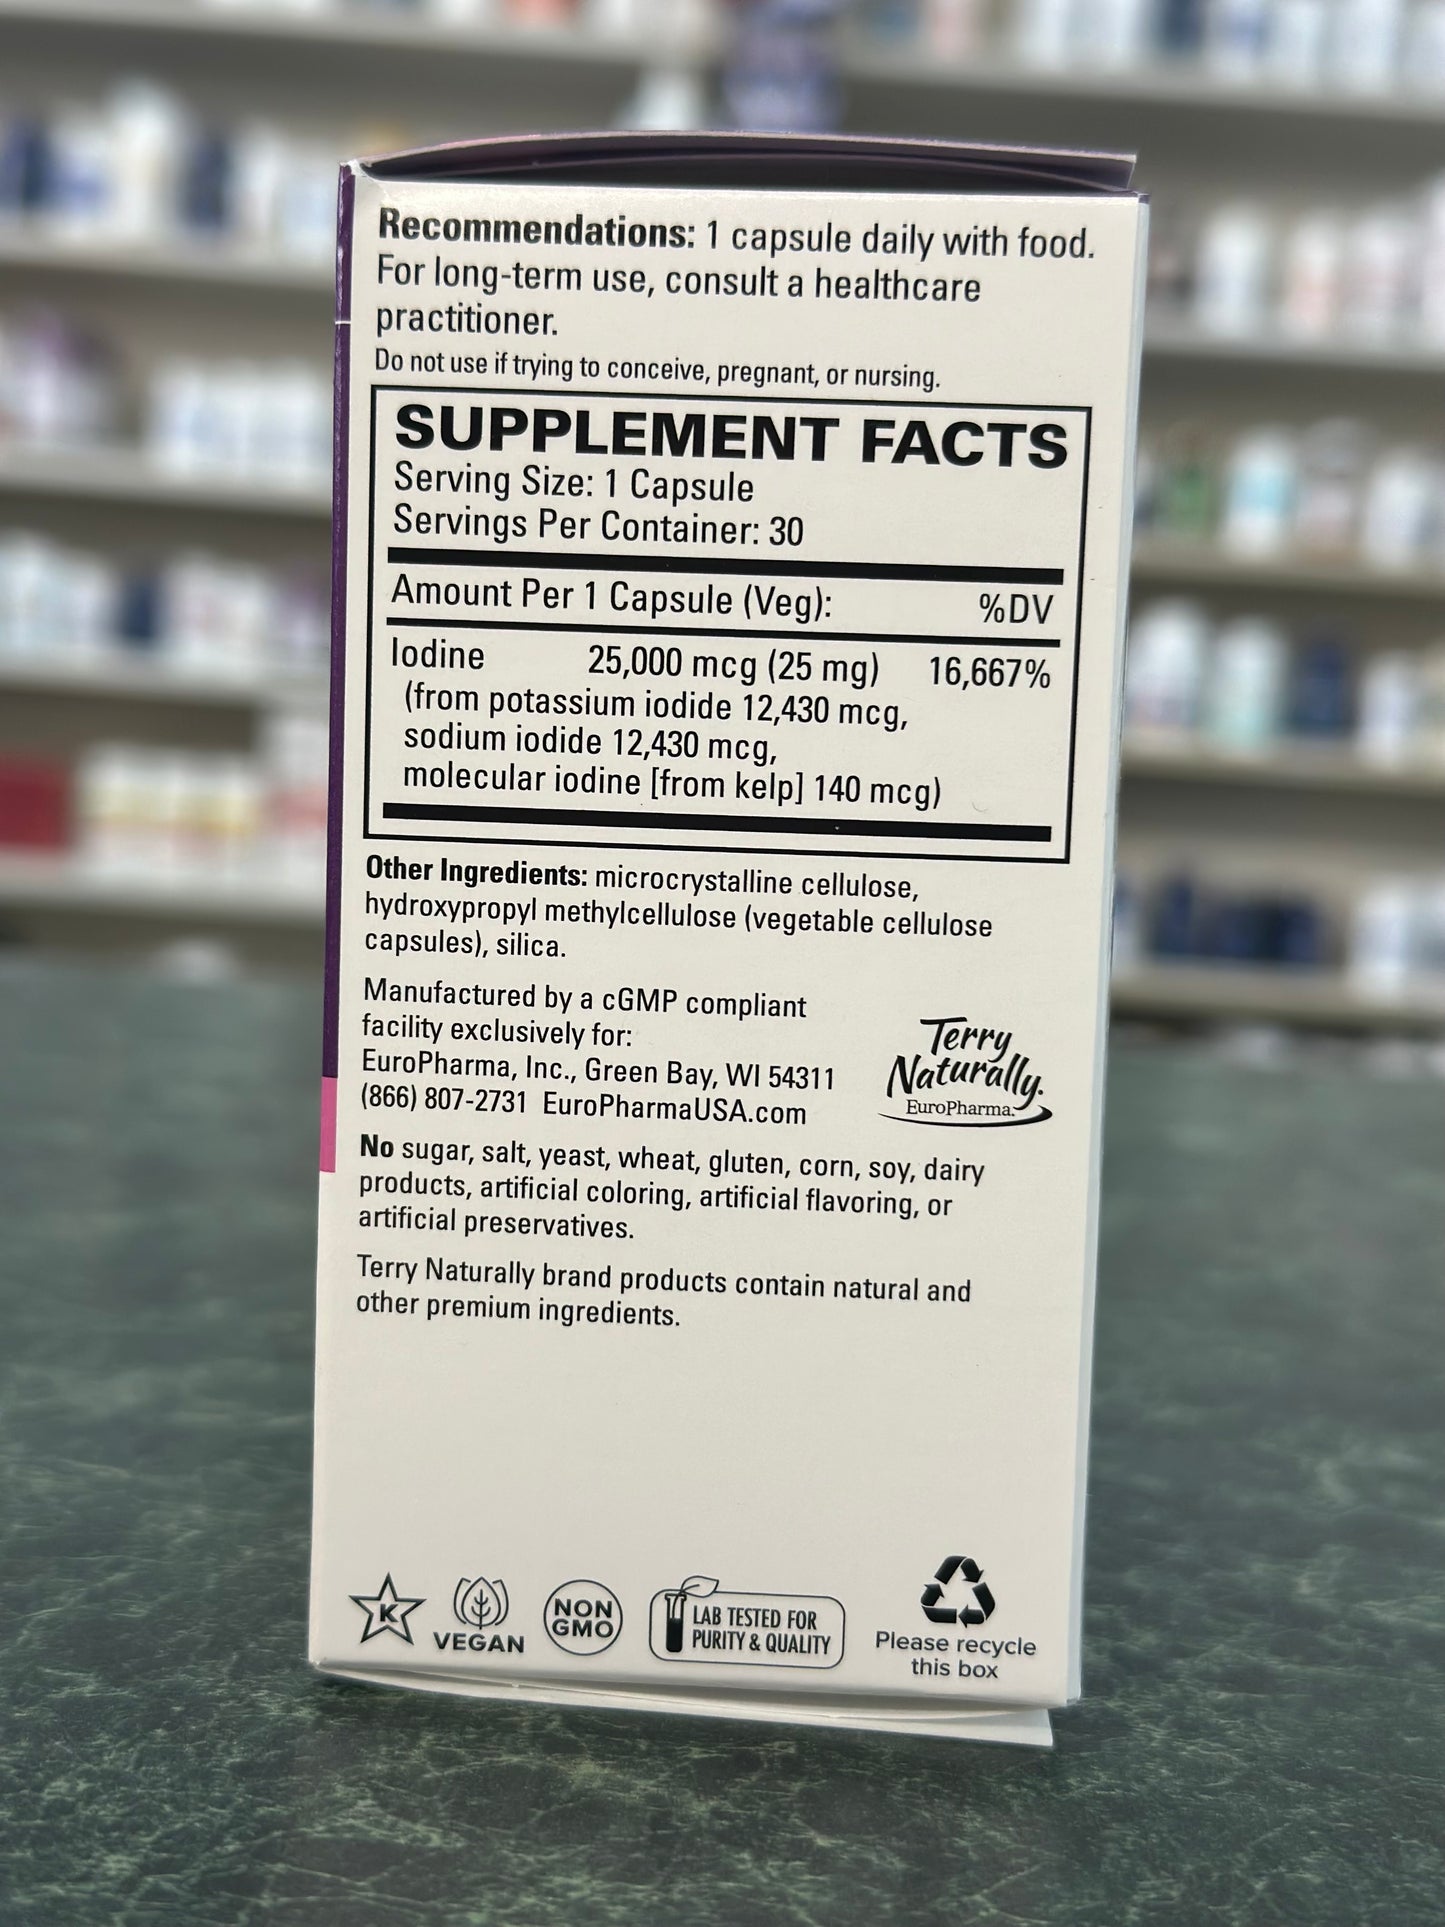 Recommendations: 1 capsule daily with food.
For long-term use, consult a healthcare
practitioner.
Do not use if trying to conceive, pregnant, or nursing.
SUPPLEMENT FACTS
Serving Size: 1 Capsule
Servings Per Container: 30
Amount Per 1 Capsule (Veg): %DV
Iodine 25,000 mcg (25 mg) 16,667%
(from potassium iodide 12,430 mcg,
sodium iodide 12,430 mcg,
molecular iodine [from kelp] 140 mcg)
Other Ingredients: microcrystalline cellulose,
hydroxypropyl methylcellulose (vegetable cellulose
capsules), silica.
Manufactured by a cGMP compliant
facility exclusively for:
EuroPharma, Inc., Green Bay, WI 54311
(866) 807-2731 EuroPharmaUSA.com
Terry
Naturally.
EuroPharma.
No sugar, salt, yeast, wheat, gluten, corn, soy, dairy
products, artificial coloring, artificial flavoring, or
artificial preservatives.
Terry Naturally brand products contain natural and
other premium ingredients.
K
VEGAN
NON
GMO
LAB TESTED FOR
PURITY & QUALITY
Please recycle
this box